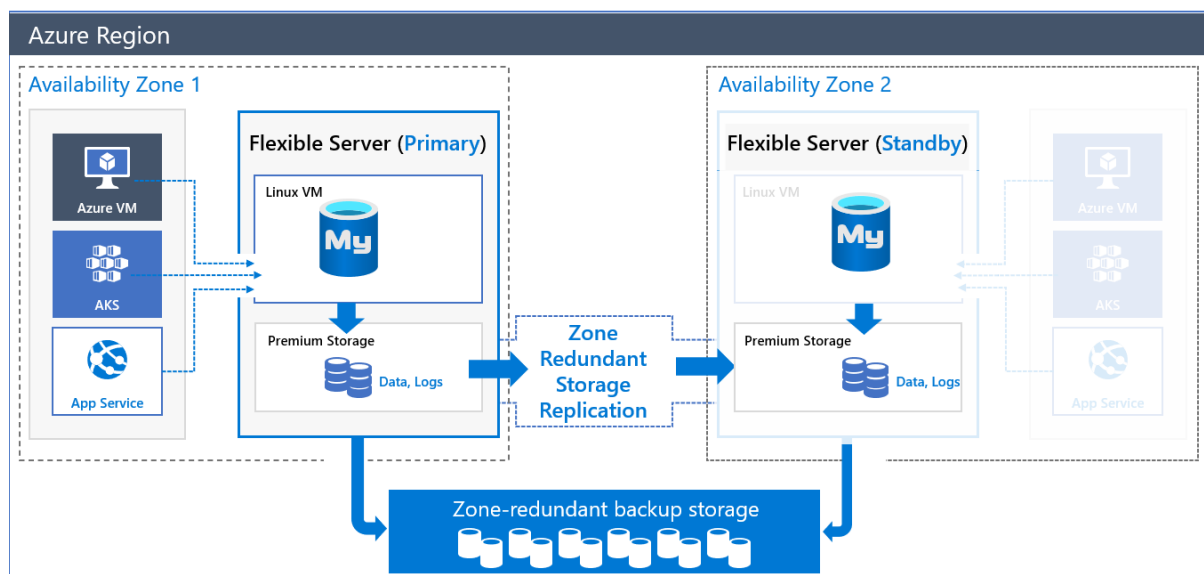 Azure Region
Availability Zone 1
Azure VM
AKS
App Service
Flexible Server (Primary)
Linux VM
My
Premium Storage
Data, Logs
Zone
Redundant
Storage
Replication
Availability Zone 2
Flexible Server (Standby)
Linux VM
My
Premium Storage
Data, Logs
Azure VM
AKS
App Service
Zone-redundant backup storage